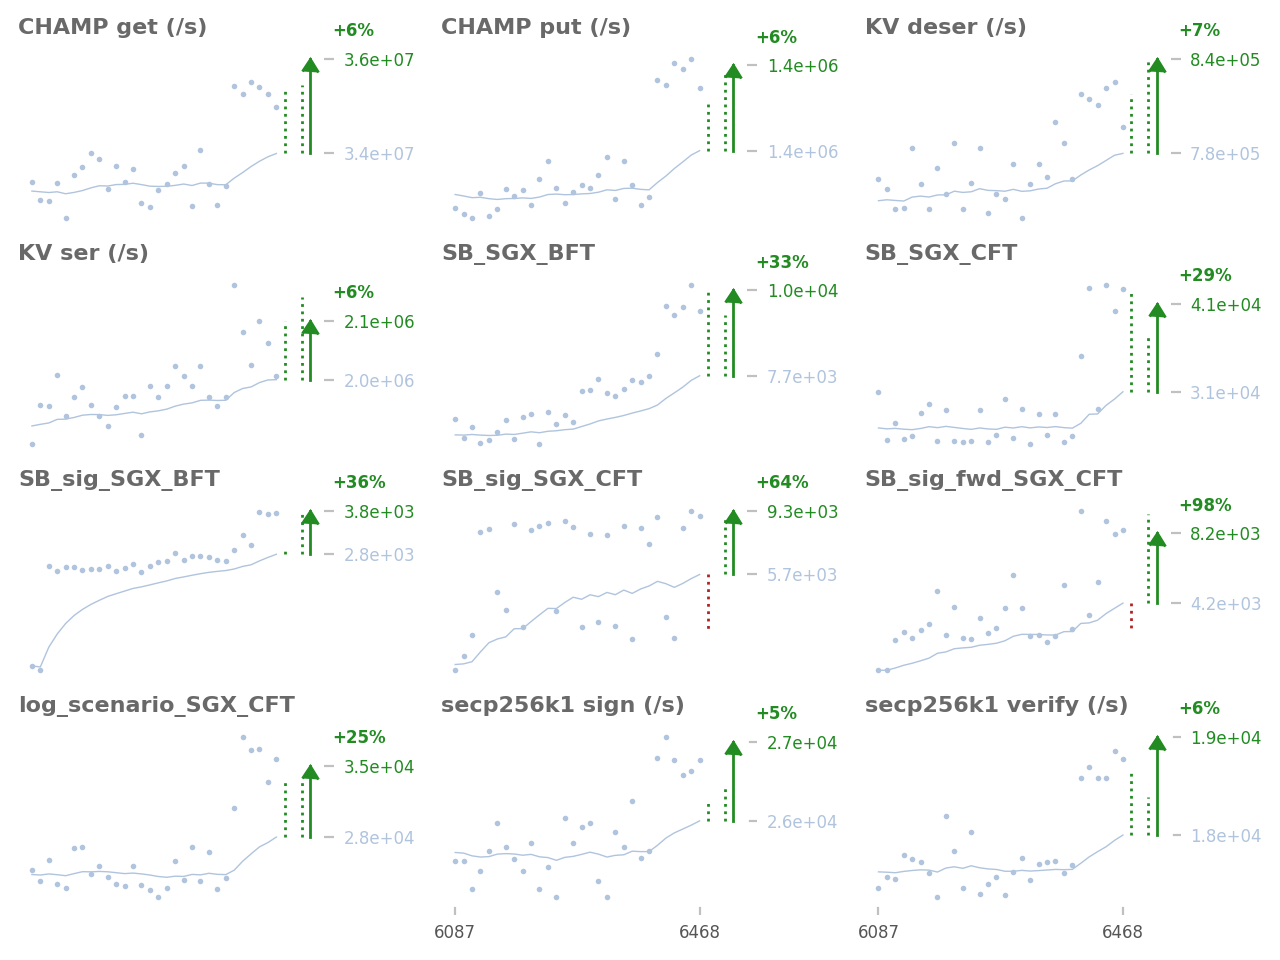 CHAMP get (/s)
+6%
3.6e+07
3.4e+07
CHAMP put (/s)
+6%
1.4e+06
1.4e+06
KV deser (/s)
+7%
8.4e+05
7.8e+05
KV ser (/s)
+6%
2.1e+06
2.0e+06
SB_SGX_BFT
+33%
1.0e+04
7.7e+03
SB_SGX_CFT
+29%
4.1e+04
3.1e+04
SB_sig_SGX_BFT
+36%
3.8e+03
2.8e+03
SB_sig_SGX_CFT
+64%
9.3e+03
5.7e+03
SB_sig_fwd_SGX_CFT
+98%
8.2e+03
4.2e+03
log_scenario_SGX_CFT
+25%
3.5e+04
2.8e+04
secp256k1 sign (/s)
+5%
2.7e+04
2.6e+04
6087 6468
secp256k1 verify (/s)
+6%
1.9e+04
1.8e+04
6087 6468